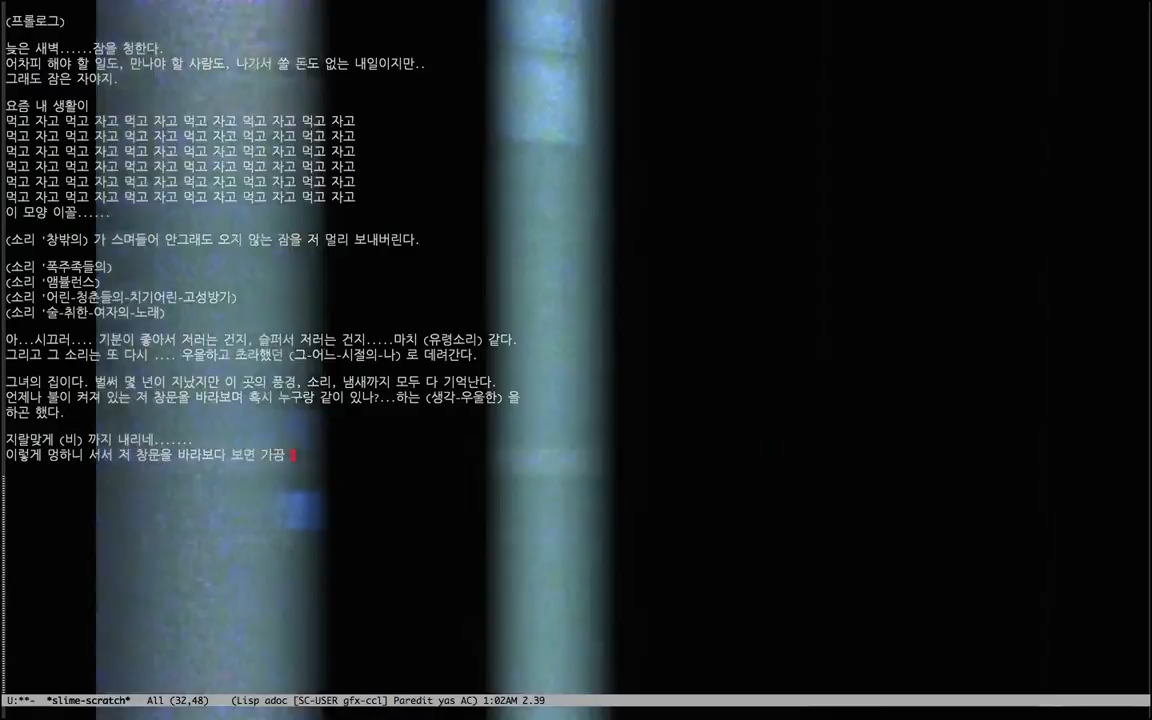 (프롤로그)
늦은 새벽......잠을 청한다.
어차피 해야 할 일도, 만나야 할 사람도, 나가서 쓸 돈도 없는 내일이지만..
그래도 잠은 자야지.
요즘 내 생활이
먹고 자고 먹고 자고 먹고 자고 먹고 자고 먹고 자고 먹고 자고
먹고 자고 먹고 자고 먹고 자고 먹고 자고 먹고 자고 먹고 자고
먹고 자고 먹고 자고 먹고 자고 먹고 자고 먹고 자고 먹고 자고
먹고 자고 먹고 자고 먹고 자고 먹고 자고 먹고 자고 먹고 자고
먹고 자고 먹고 자고 먹고 자고 먹고 자고 먹고 자고 먹고 자고
먹고 자고 먹고 자고 먹고 자고 먹고 자고 먹고 자고 먹고 자고
이 모양 이꼴......
(소리 '창밖의) 가 스며들어 안그래도 오지 않는 잠을 저 멀리 보내버린다.
(소리 '폭주족들의)
(소리 '앰뷸런스)
(소리 '어린-청춘들의-치기어린-고성방기)
(소리 '술-취한-여자의-노래)
아...시끄러.... 기분이 좋아서 저러는 건지, 슬퍼서 저러는 건지.....마치 (유령소리) 같다.
그리고 그 소리는 또 다시 .... 우울하고 초라했던 (그-어느-시절의-나) 로 데려간다.
그녀의 집이다. 벌써 몇 년이 지났지만 이 곳의 풍경, 소리, 냄새까지 모두 다 기억난다.
언제나 불이 켜져 있는 저 창문을 바라보며 혹시 누구랑 같이 있나?...하는 (생각-우울한) 을
하곤 했다.
지랄맞게 (비) 까지 내리네.......
이렇게 멍하니 서서 저 창문을 바라보다 보면 가끔
U:**-  *slime-scratch*   All (32,48)    (Lisp adoc [SC-USER gfx-ccl] Paredit yas AC) 1:02AM 2.39